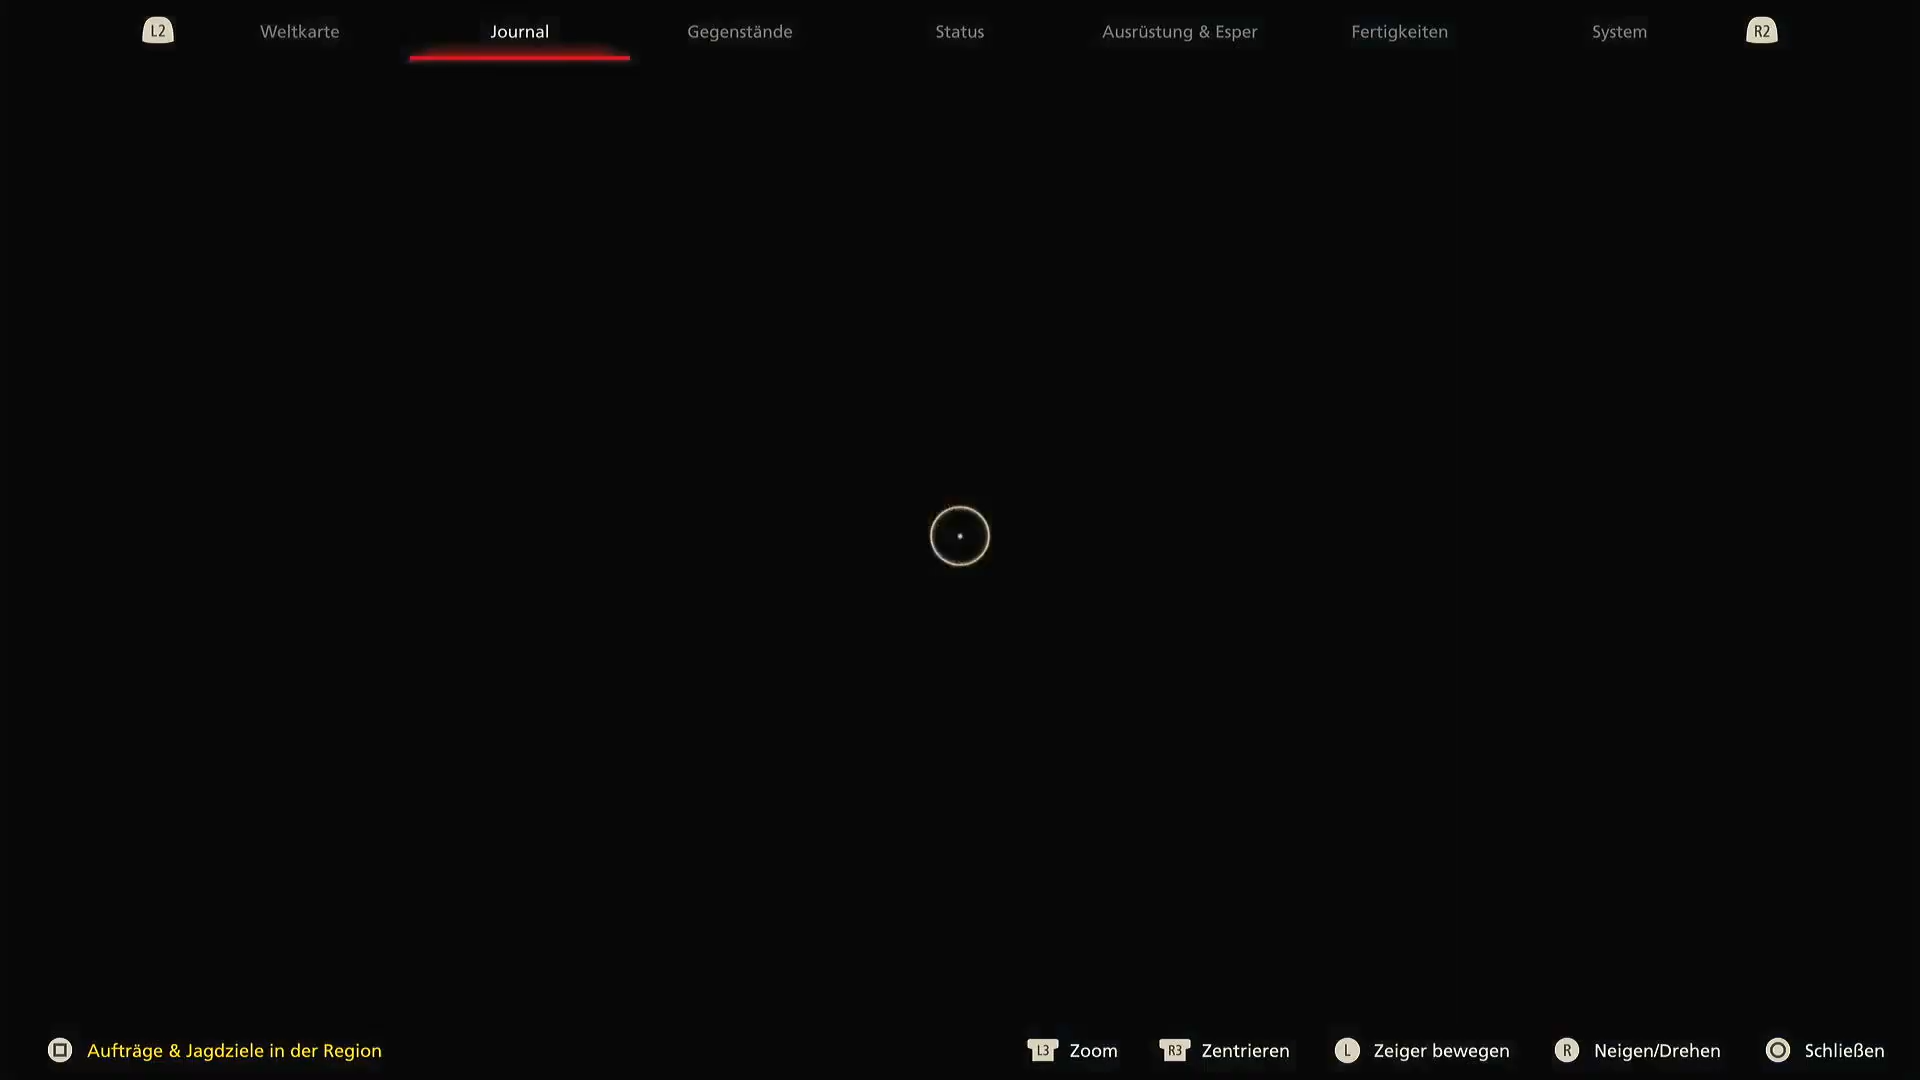 L2 Weltkarte Journal Gegenstände Status Ausrüstung & Esper Fertigkeiten System R2
Aufträge & Jagdziele in der Region L3 Zoom R3 Zentrieren L Zeiger bewegen R Neigen/Drehen Schließen